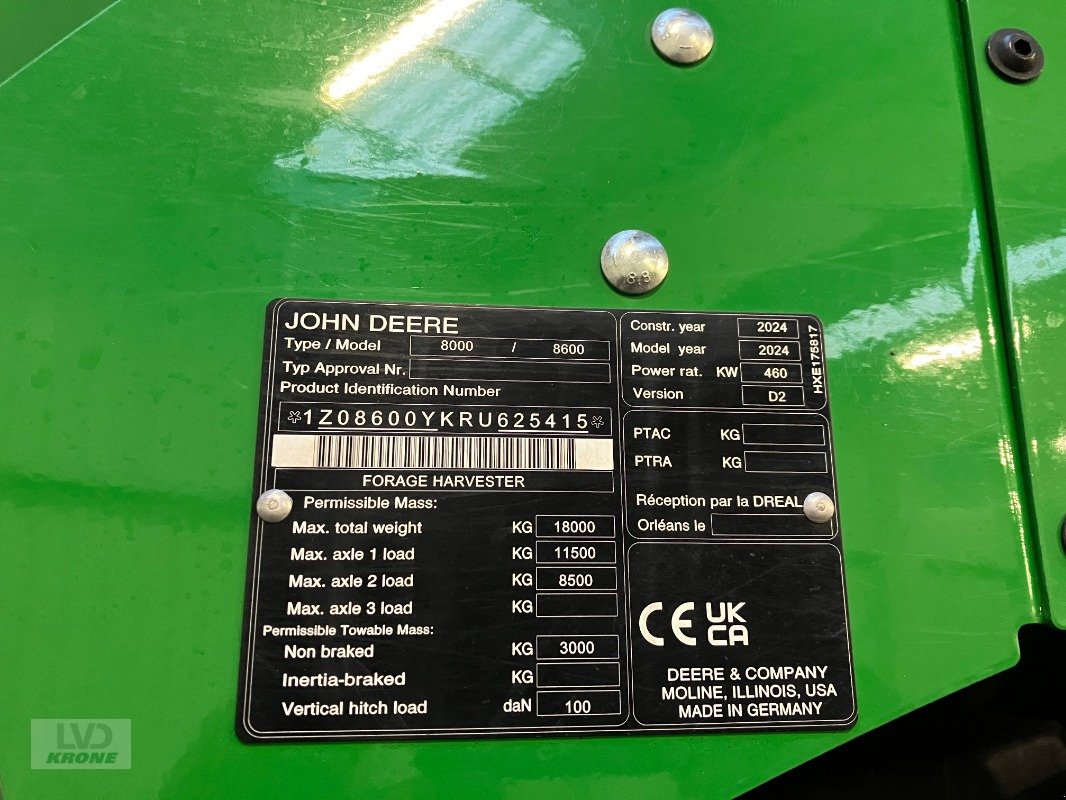 8.8
JOHN DEERE
Type / Model 8000 / 8600
Typ Approval Nr.
Product Identification Number
*1Z08600YKRU625415*
FORAGE HARVESTER
Permissible Mass:
Max. total weight KG 18000
Max. axle 1 load KG 11500
Max. axle 2 load KG 8500
Max. axle 3 load KG
Permissible Towable Mass:
Non braked KG 3000
Inertia-braked KG
Vertical hitch load daN 100
Constr. year 2024
Model year 2024
Power rat. KW 460
Version D2
HXE175817
PTAC KG
PTRA KG
Réception par la DREAL
Orléans le
CE UK
CA
DEERE & COMPANY
MOLINE, ILLINOIS, USA
MADE IN GERMANY
LVD
KRONE